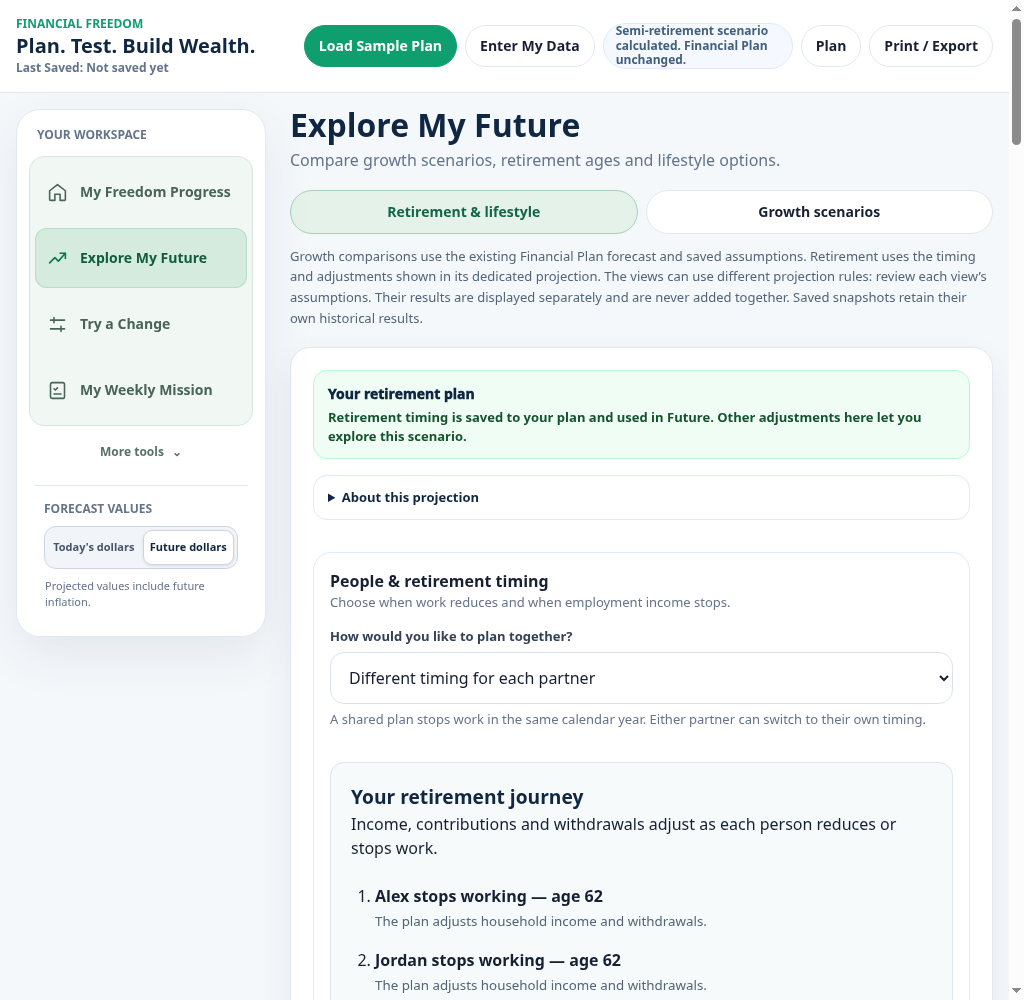 FINANCIAL FREEDOM
Plan. Test. Build Wealth.
Last Saved: Not saved yet
Load Sample Plan
Enter My Data
Semi-retirement scenario
calculated. Financial Plan
unchanged.
Plan
Print / Export
YOUR WORKSPACE
My Freedom Progress
Explore My Future
Try a Change
My Weekly Mission
More tools
FORECAST VALUES
Today's dollars
Future dollars
Projected values include future
inflation.
Explore My Future
Compare growth scenarios, retirement ages and lifestyle options.
Retirement & lifestyle
Growth scenarios
Growth comparisons use the existing Financial Plan forecast and saved assumptions. Retirement uses the timing
and adjustments shown in its dedicated projection. The views can use different projection rules: review each view’s
assumptions. Their results are displayed separately and are never added together. Saved snapshots retain their
own historical results.
Your retirement plan
Retirement timing is saved to your plan and used in Future. Other adjustments here let you
explore this scenario.
About this projection
People & retirement timing
Choose when work reduces and when employment income stops.
How would you like to plan together?
Different timing for each partner
A shared plan stops work in the same calendar year. Either partner can switch to their own timing.
Your retirement journey
Income, contributions and withdrawals adjust as each person reduces or
stops work.
1. Alex stops working — age 62
The plan adjusts household income and withdrawals.
2. Jordan stops working — age 62
The plan adjusts household income and withdrawals.